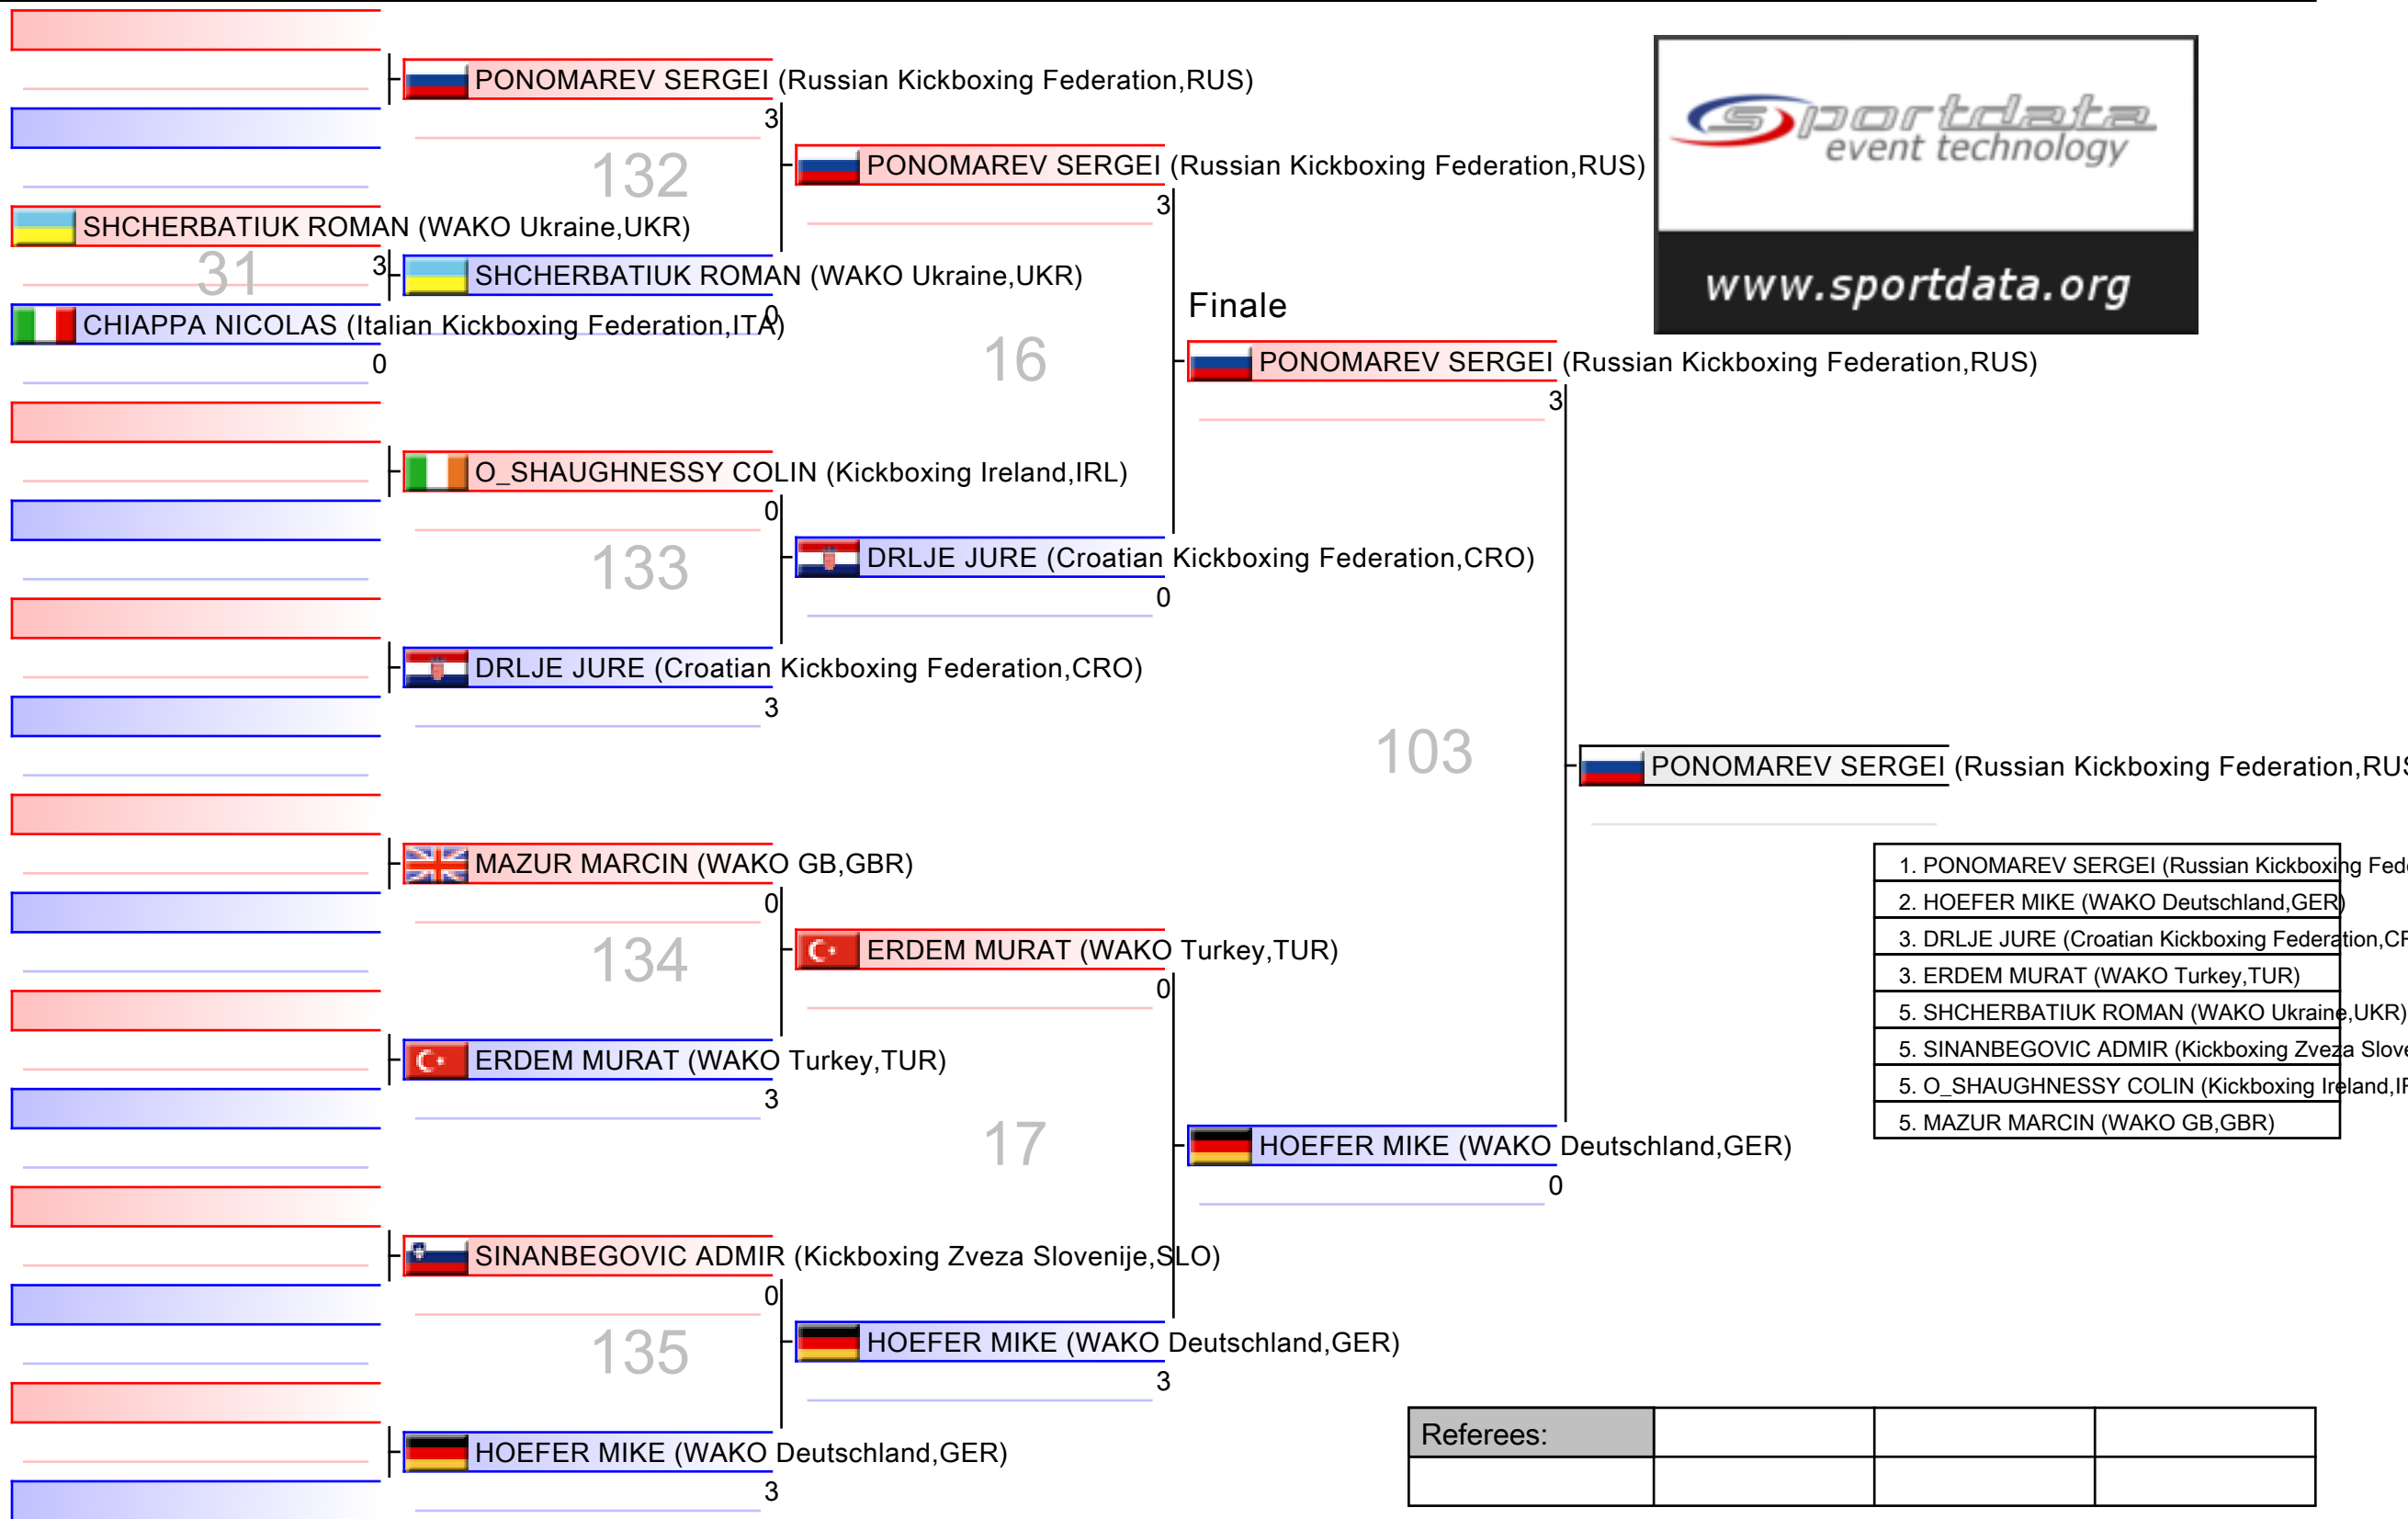 PONOMAREV SERGEI (Russian Kickboxing Federation,RUS)
3
132
PONOMAREV SERGEI (Russian Kickboxing Federation,RUS)
3
sportdata
event technology
www.sportdata.org
SHCHERBATIUK ROMAN (WAKO Ukraine,UKR)
31
3
SHCHERBATIUK ROMAN (WAKO Ukraine,UKR)
0
CHIAPPA NICOLAS (Italian Kickboxing Federation,ITA)
0
16
Finale
PONOMAREV SERGEI (Russian Kickboxing Federation,RUS)
3
O_SHAUGHNESSY COLIN (Kickboxing Ireland,IRL)
0
133
DRLJE JURE (Croatian Kickboxing Federation,CRO)
0
DRLJE JURE (Croatian Kickboxing Federation,CRO)
3
103
PONOMAREV SERGEI (Russian Kickboxing Federation,RUS
MAZUR MARCIN (WAKO GB,GBR)
0
134
ERDEM MURAT (WAKO Turkey,TUR)
0
ERDEM MURAT (WAKO Turkey,TUR)
3
17
HOEFER MIKE (WAKO Deutschland,GER)
0
1. PONOMAREV SERGEI (Russian Kickboxing Fede
2. HOEFER MIKE (WAKO Deutschland,GER)
3. DRLJE JURE (Croatian Kickboxing Federation,CR
3. ERDEM MURAT (WAKO Turkey,TUR)
5. SHCHERBATIUK ROMAN (WAKO Ukraine,UKR)
5. SINANBEGOVIC ADMIR (Kickboxing Zveza Slove
5. O_SHAUGHNESSY COLIN (Kickboxing Ireland,IR
5. MAZUR MARCIN (WAKO GB,GBR)
SINANBEGOVIC ADMIR (Kickboxing Zveza Slovenije,SLO)
0
135
HOEFER MIKE (WAKO Deutschland,GER)
3
HOEFER MIKE (WAKO Deutschland,GER)
3
Referees: